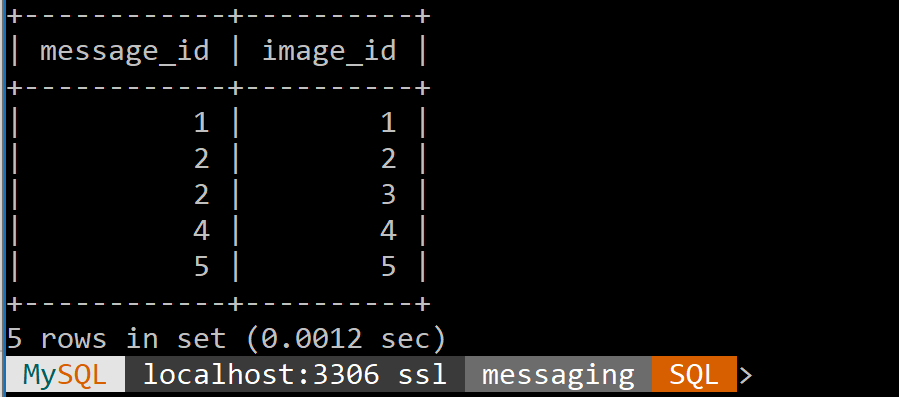 +------------+----------+
| message_id | image_id |
+------------+----------+
|          1 |        1 |
|          2 |        2 |
|          2 |        3 |
|          4 |        4 |
|          5 |        5 |
+------------+----------+
5 rows in set (0.0012 sec)
MySQL localhost:3306 ssl messaging SQL >